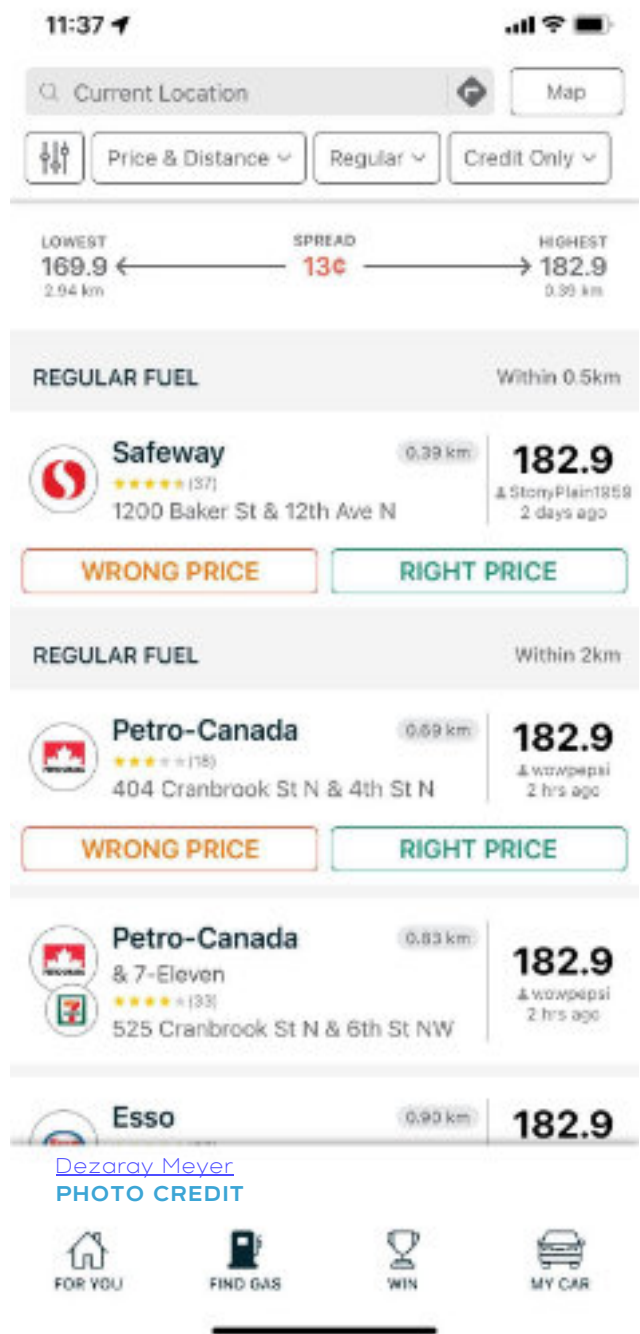 11:37
Current Location
Map
Price & Distance
Regular
Credit Only
LOWEST
SPREAD
HIGHEST
169.9
13¢
182.9
2.94 km
0.39 km
REGULAR FUEL
Within 0.5km
Safeway
0.39 km
182.9
(37)
StonyPlain1958
2 days ago
1200 Baker St & 12th Ave N
WRONG PRICE
RIGHT PRICE
REGULAR FUEL
Within 2km
Petro-Canada
0.69 km
182.9
(18)
wowpepsi
2 hrs ago
404 Cranbrook St N & 4th St N
WRONG PRICE
RIGHT PRICE
Petro-Canada
0.83 km
182.9
& 7-Eleven
(33)
wowpepsi
2 hrs ago
525 Cranbrook St N & 6th St NW
Esso
0.90 km
182.9
Dezaray Meyer
PHOTO CREDIT
FOR YOU
FIND GAS
WIN
MY CAR